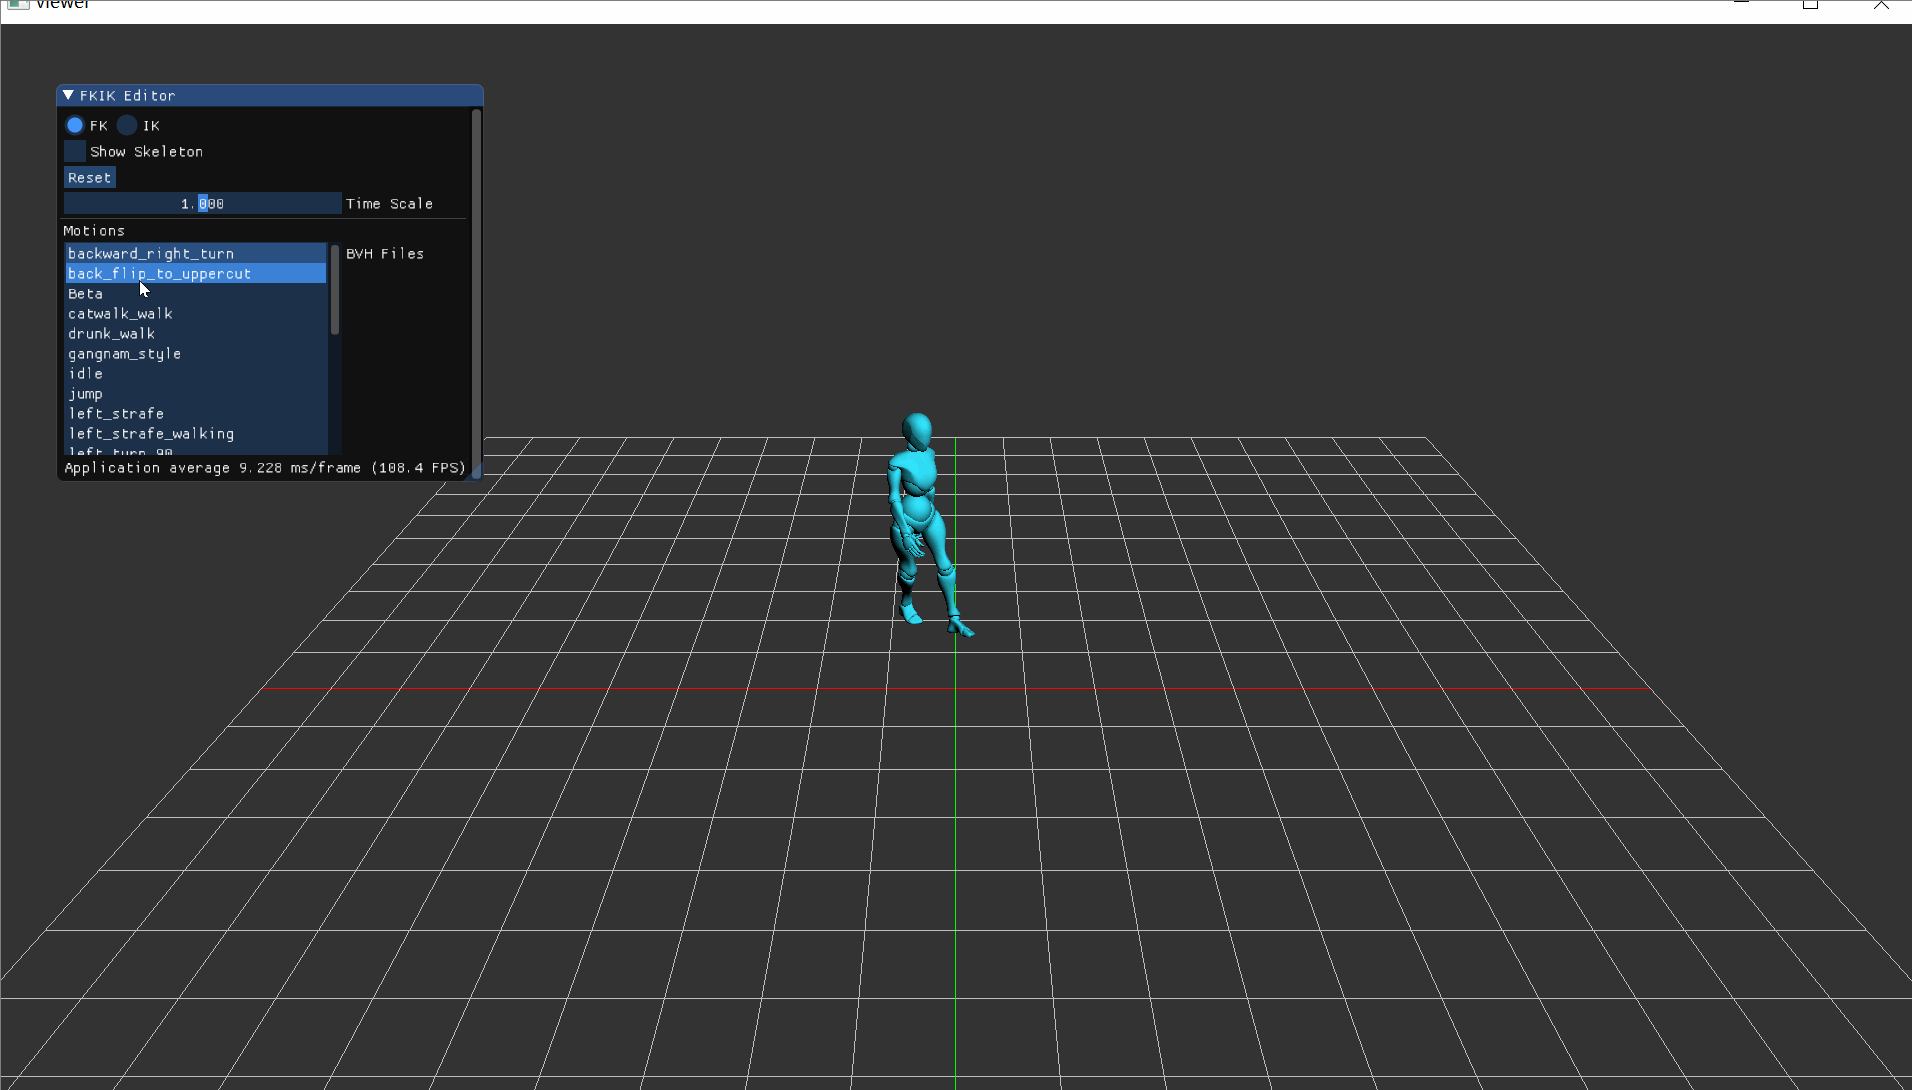 Viewer
FKIK Editor
FK IK
Show Skeleton
Reset
1.000 Time Scale
Motions
backward_right_turn BVH Files
back_flip_to_uppercut
Beta
catwalk_walk
drunk_walk
gangnam_style
idle
jump
left_strafe
left_strafe_walking
left_turn_90
Application average 9.228 ms/frame (108.4 FPS)